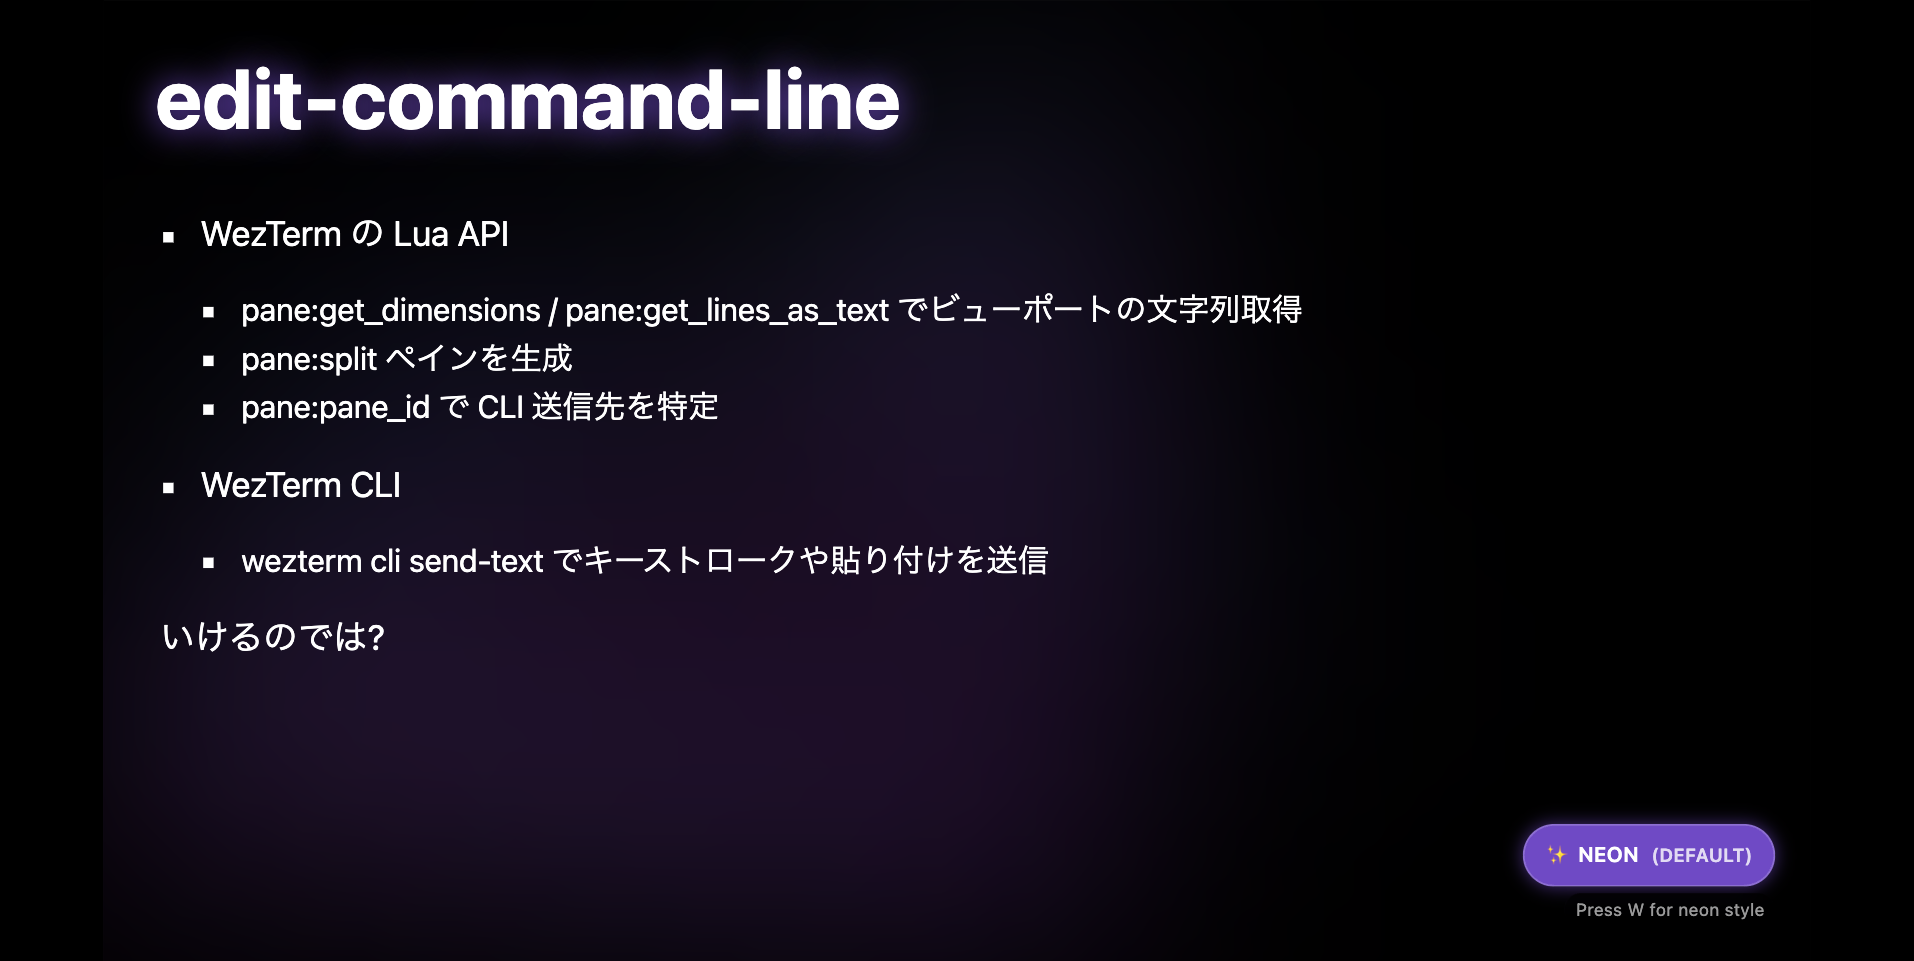 edit-command-line
▪ WezTerm の Lua API
▪ pane:get_dimensions / pane:get_lines_as_text でビューポートの文字列取得
▪ pane:split ペインを生成
▪ pane:pane_id で CLI 送信先を特定
▪ WezTerm CLI
▪ wezterm cli send-text でキーストロークや貼り付けを送信
いけるのでは?
✨ NEON (DEFAULT)
Press W for neon style